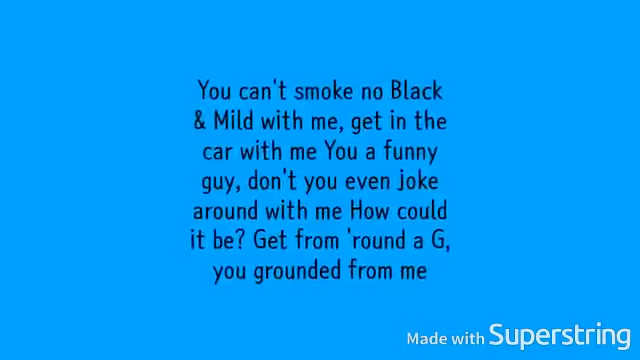 You can't smoke no Black
& Mild with me, get in the
car with me You a funny
guy, don't you even joke
around with me How could
it be? Get from 'round a G,
you grounded from me
Made with Superstring